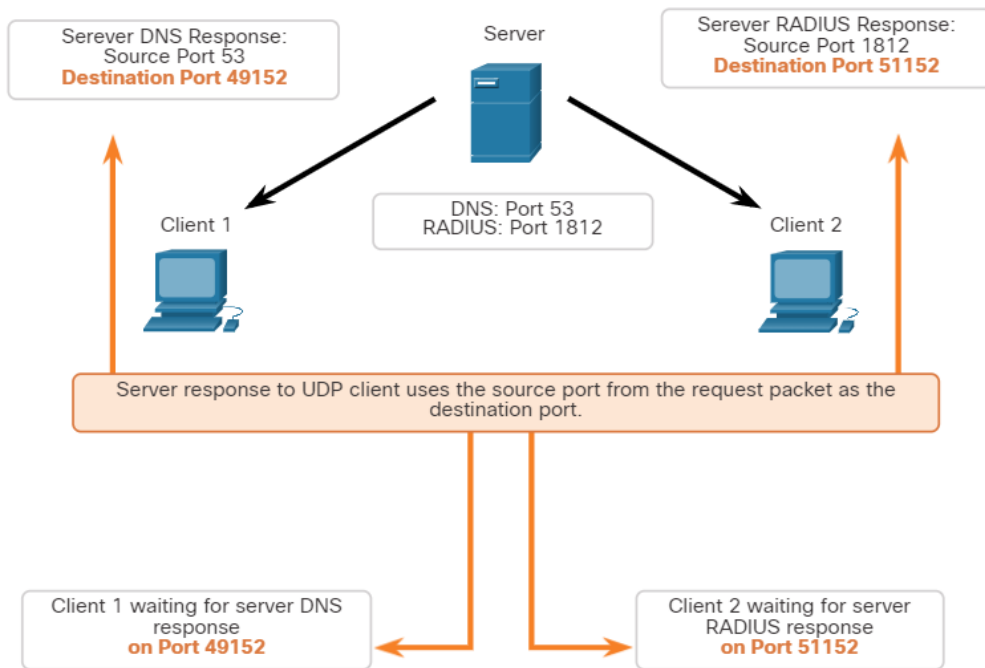 Serever DNS Response:
Source Port 53
Destination Port 49152
Server
Serever RADIUS Response:
Source Port 1812
Destination Port 51152
Client 1
DNS: Port 53
RADIUS: Port 1812
Client 2
Server response to UDP client uses the source port from the request packet as the
destination port.
Client 1 waiting for server DNS
response
on Port 49152
Client 2 waiting for server
RADIUS response
on Port 51152